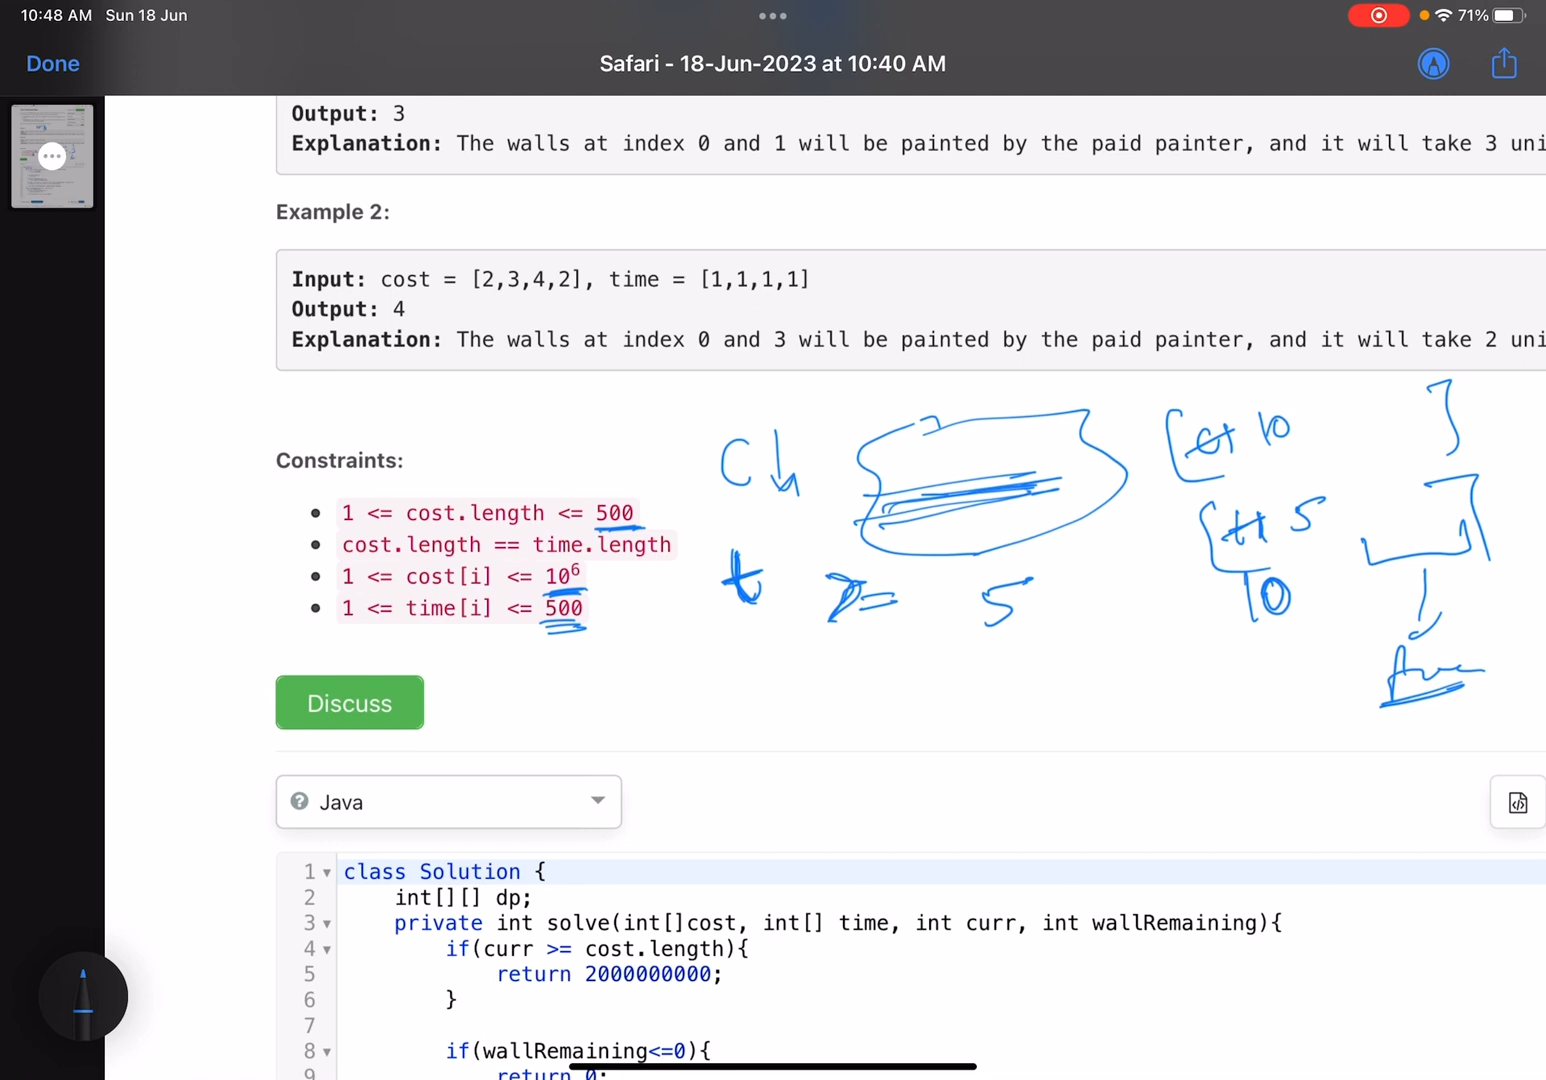 10:48 AM Sun 18 Jun
71%
Done
Safari - 18-Jun-2023 at 10:40 AM
Output: 3
Explanation: The walls at index 0 and 1 will be painted by the paid painter, and it will take 3 uni
Example 2:
Input: cost = [2,3,4,2], time = [1,1,1,1]
Output: 4
Explanation: The walls at index 0 and 3 will be painted by the paid painter, and it will take 2 uni
[ct 10 ]
C↓
Constraints:
1 <= cost.length <= 500
[tt 5 ]
cost.length == time.length
1 <= cost[i] <= 10⁶
t
5
10
1 <= time[i] <= 500
Discuss
Java
1 class Solution {
2 int[][] dp;
3 private int solve(int[]cost, int[] time, int curr, int wallRemaining){
4 if(curr >= cost.length){
5 return 2000000000;
6 }
7
8 if(wallRemaining<=0){
9 return 0;